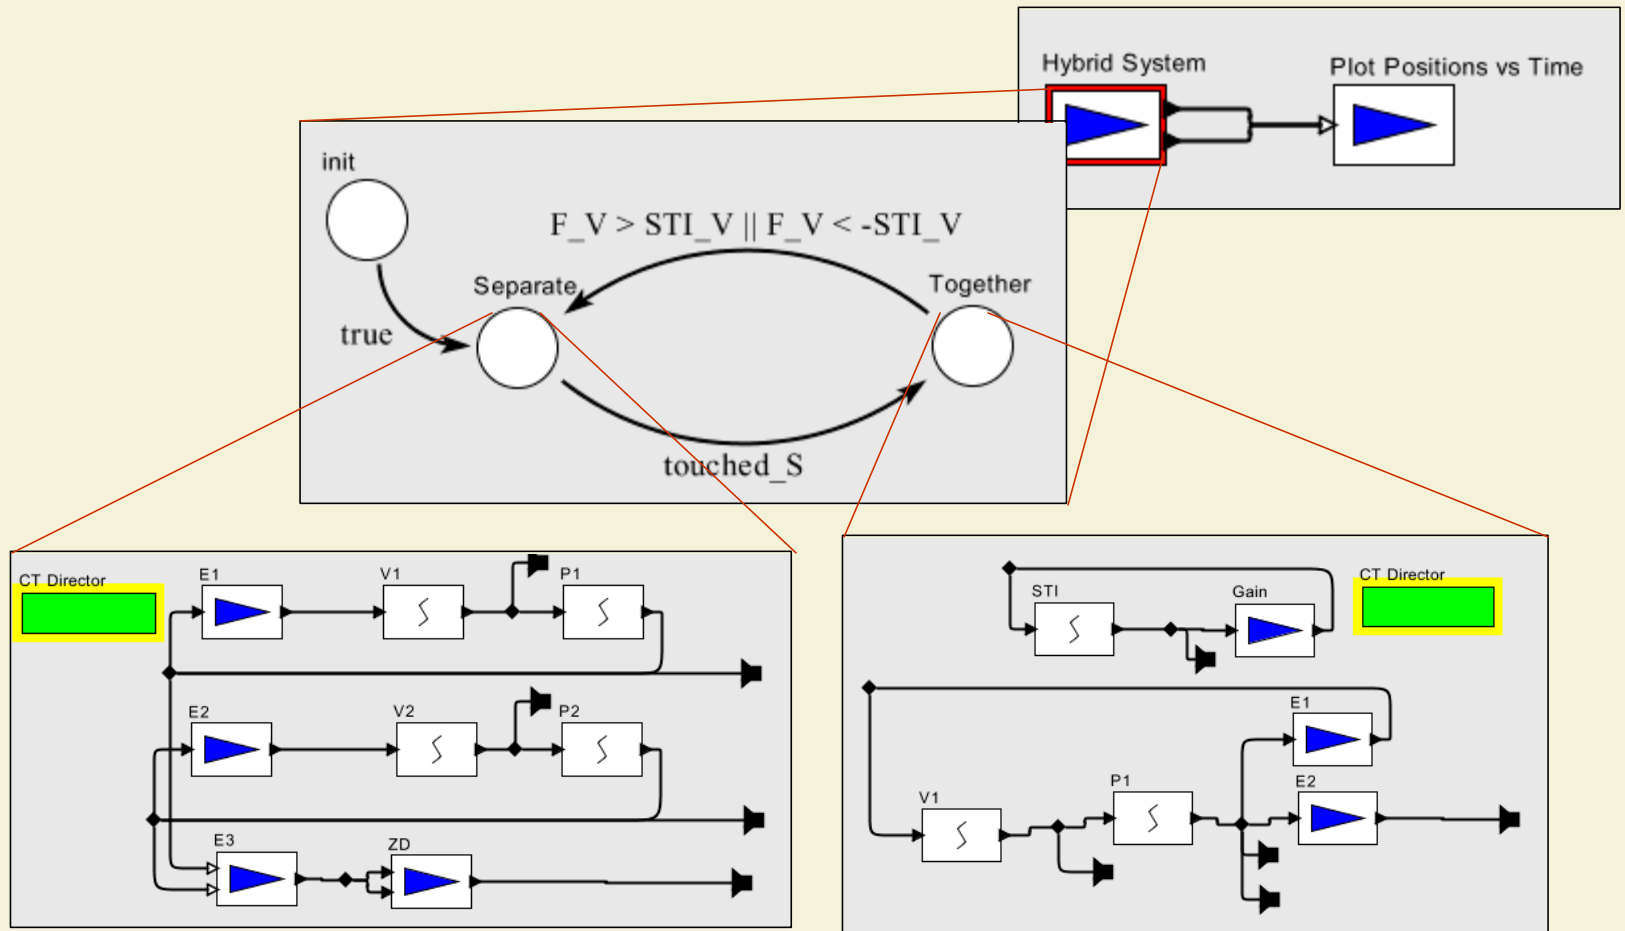 Hybrid System
Plot Positions vs Time
init
F_V > STI_V || F_V < -STI_V
Separate
Together
true
touched_S
CT Director
E1
V1
P1
E2
V2
P2
E3
ZD
STI
Gain
CT Director
E1
V1
P1
E2